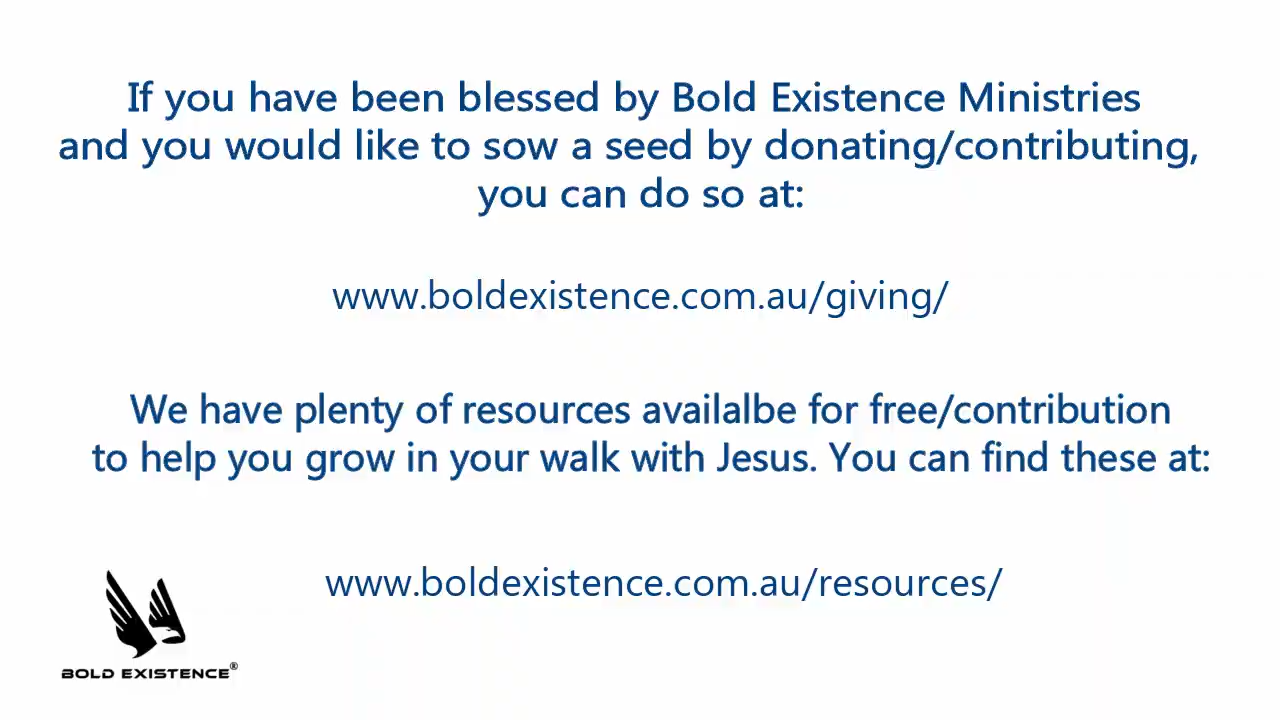 If you have been blessed by Bold Existence Ministries
and you would like to sow a seed by donating/contributing,
you can do so at:
www.boldexistence.com.au/giving/
We have plenty of resources availalbe for free/contribution
to help you grow in your walk with Jesus. You can find these at:
www.boldexistence.com.au/resources/
BOLD EXISTENCE®